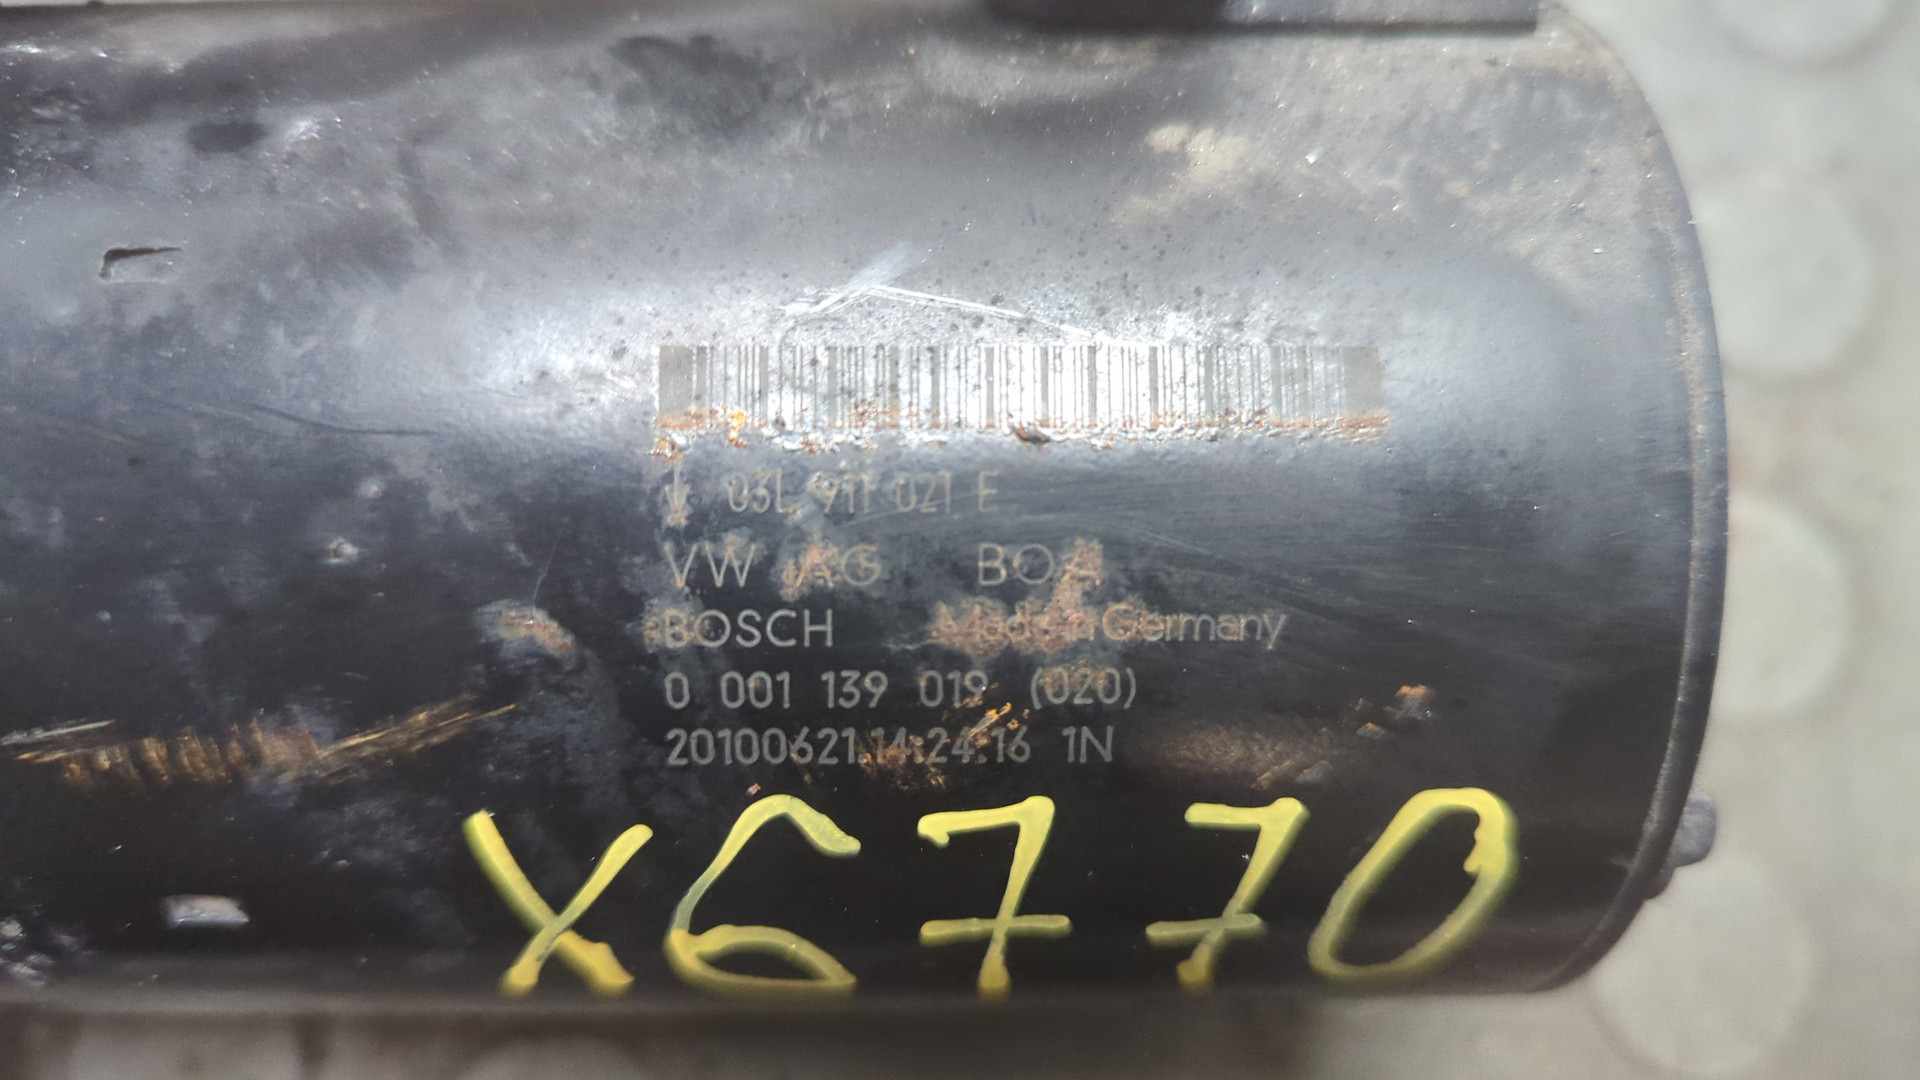 03L 911 021 E
VW AG BOA
BOSCH Made in Germany
0 001 139 019 (020)
20100621.14:24:16 1N
X6770